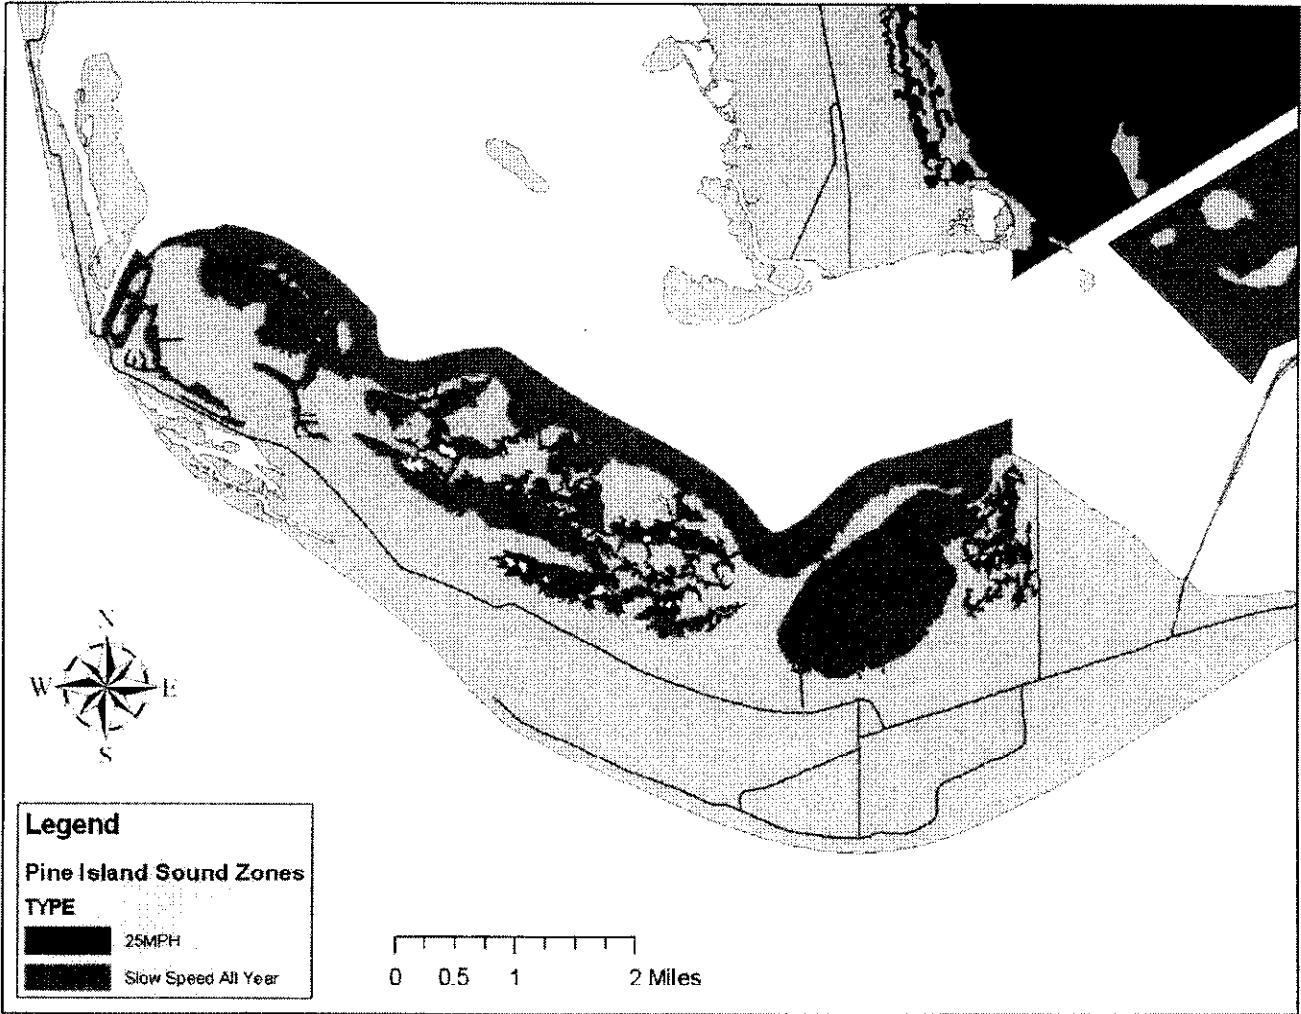 N
W E
S
Legend
Pine Island Sound Zones
TYPE
25MPH
Slow Speed All Year
0 0.5 1 2 Miles